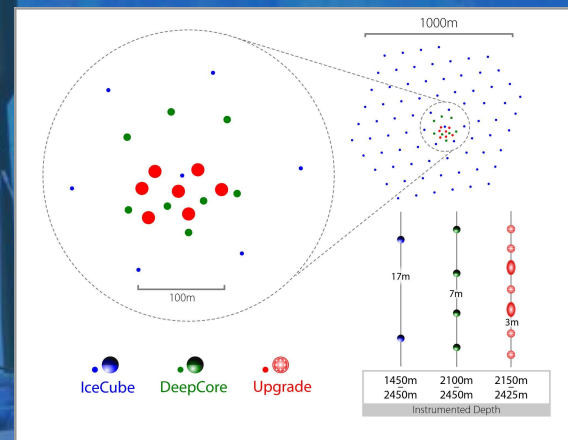 1000m
100m
17m
7m
3m
IceCube
DeepCore
Upgrade
1450m
-
2450m
2100m
-
2450m
2150m
-
2425m
Instrumented Depth